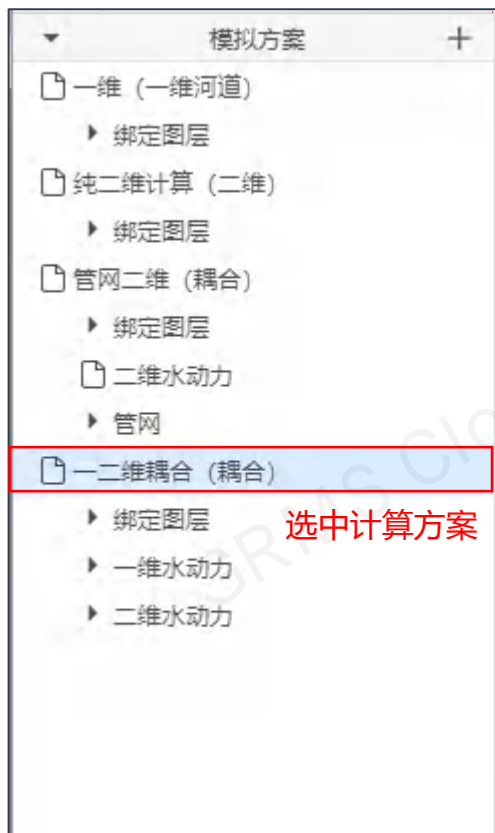 模拟方案
一维（一维河道）
绑定图层
纯二维计算（二维）
绑定图层
管网二维（耦合）
绑定图层
二维水动力
管网
一二维耦合（耦合）
绑定图层
选中计算方案
一维水动力
二维水动力